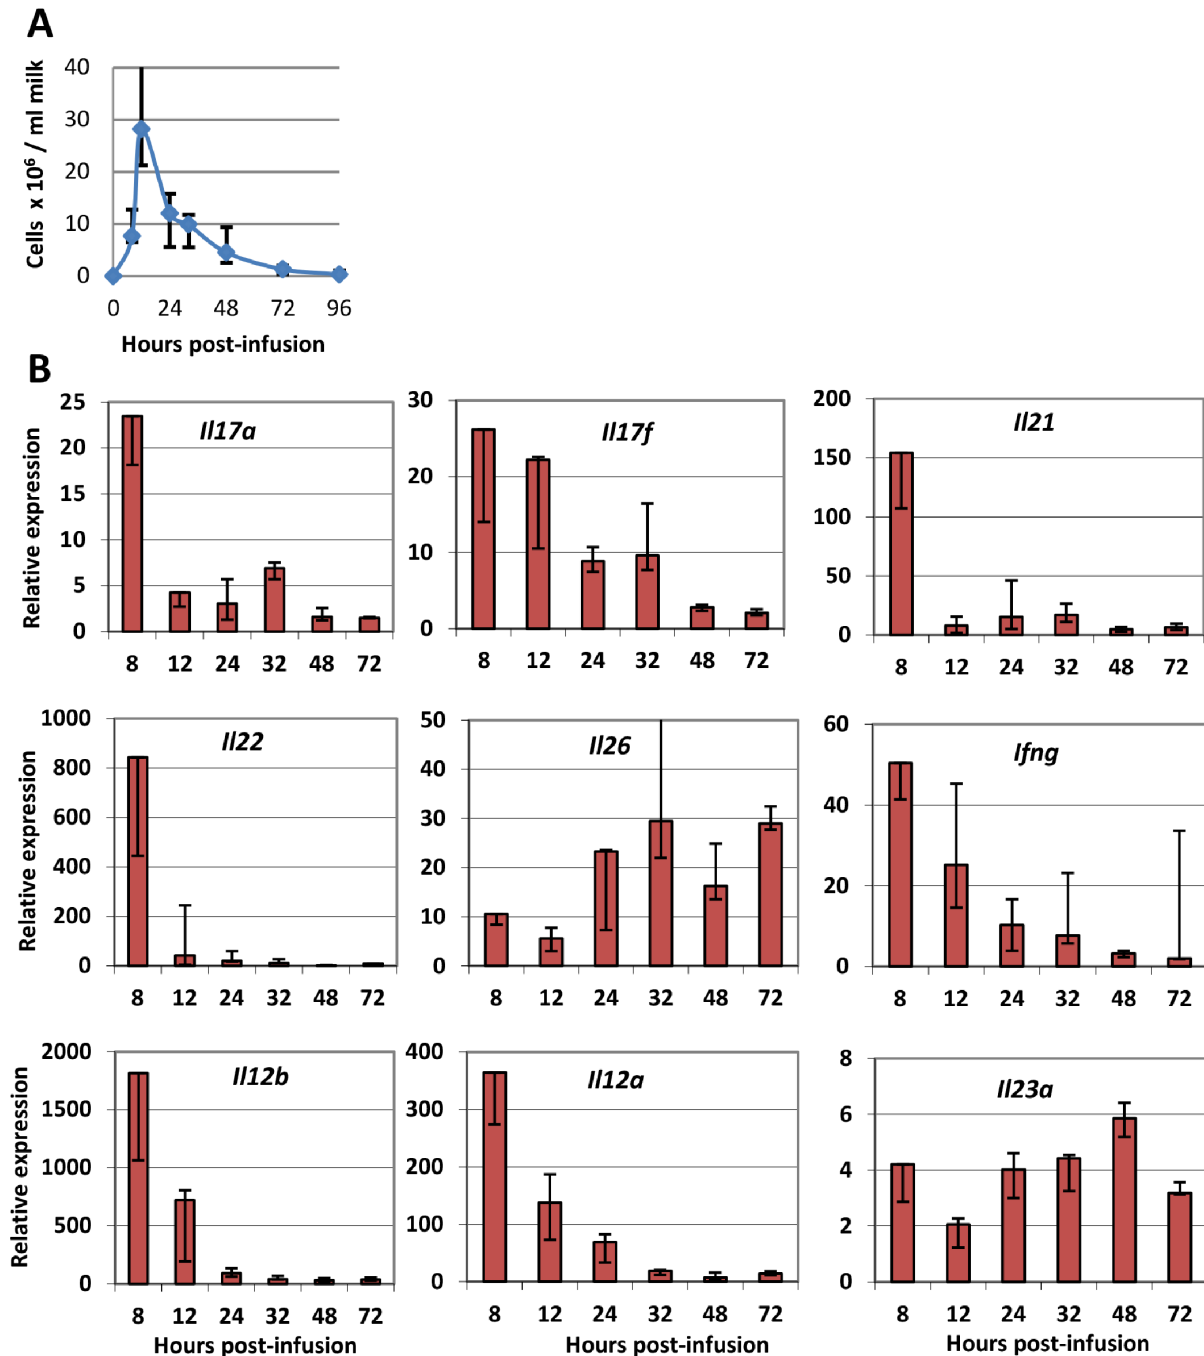 A
Cells x 10⁶ / ml milk
40
30
20
10
0
0 24 48 72 96
Hours post-infusion
B
Relative expression
Il17a
25
20
15
10
5
0
8 12 24 32 48 72
Il17f
30
20
10
0
8 12 24 32 48 72
Il21
200
150
100
50
0
8 12 24 32 48 72
Relative expression
Il22
1000
800
600
400
200
0
8 12 24 32 48 72
Il26
50
40
30
20
10
0
8 12 24 32 48 72
Ifng
60
40
20
0
8 12 24 32 48 72
Relative expression
Il12b
2000
1500
1000
500
0
8 12 24 32 48 72
Hours post-infusion
Il12a
400
300
200
100
0
8 12 24 32 48 72
Hours post-infusion
Il23a
8
6
4
2
0
8 12 24 32 48 72
Hours post-infusion